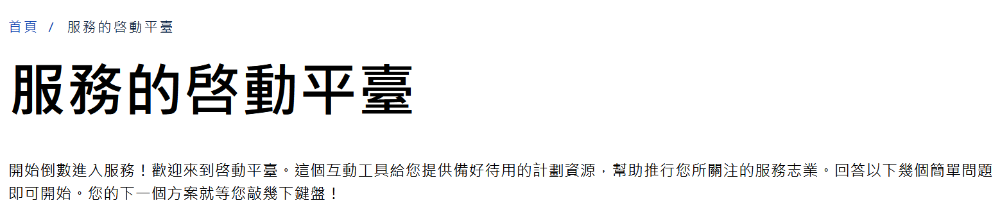 首頁 / 服務的啓動平臺
服務的啓動平臺
開始倒數進入服務！歡迎來到啓動平臺。這個互動工具給您提供備好待用的計劃資源，幫助推行您所關注的服務志業。回答以下幾個簡單問題
即可開始。您的下一個方案就等您敲幾下鍵盤！